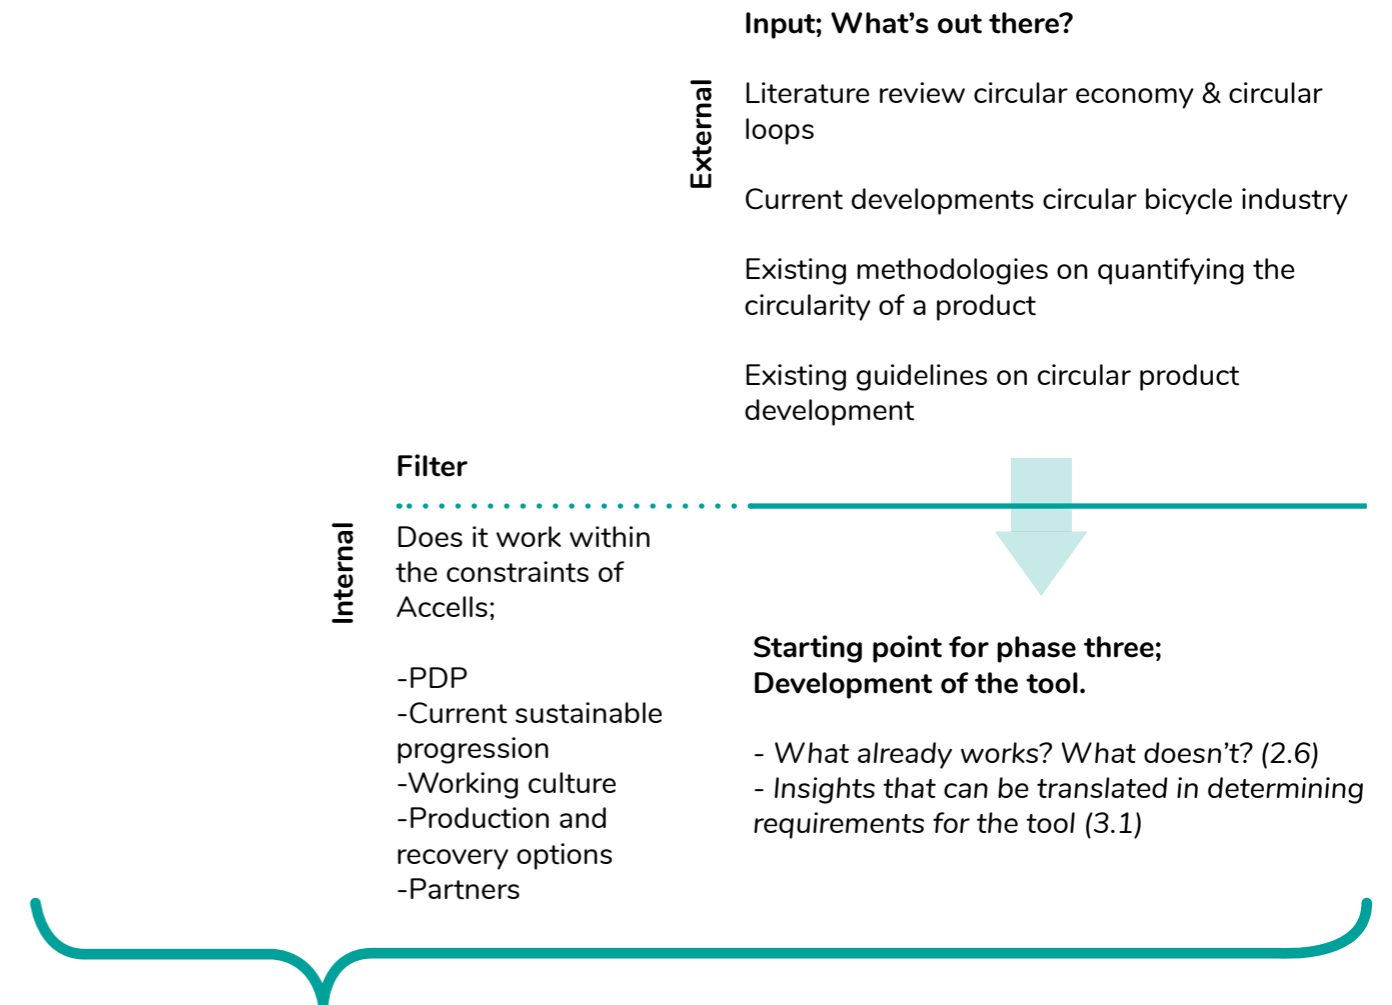 Input; What’s out there?
External
Literature review circular economy & circular
loops
Current developments circular bicycle industry
Existing methodologies on quantifying the
circularity of a product
Existing guidelines on circular product
development
Filter
Internal
Does it work within
the constraints of
Accells;
-PDP
-Current sustainable
progression
-Working culture
-Production and
recovery options
-Partners
Starting point for phase three;
Development of the tool.
- What already works? What doesn’t? (2.6)
- Insights that can be translated in determining
requirements for the tool (3.1)